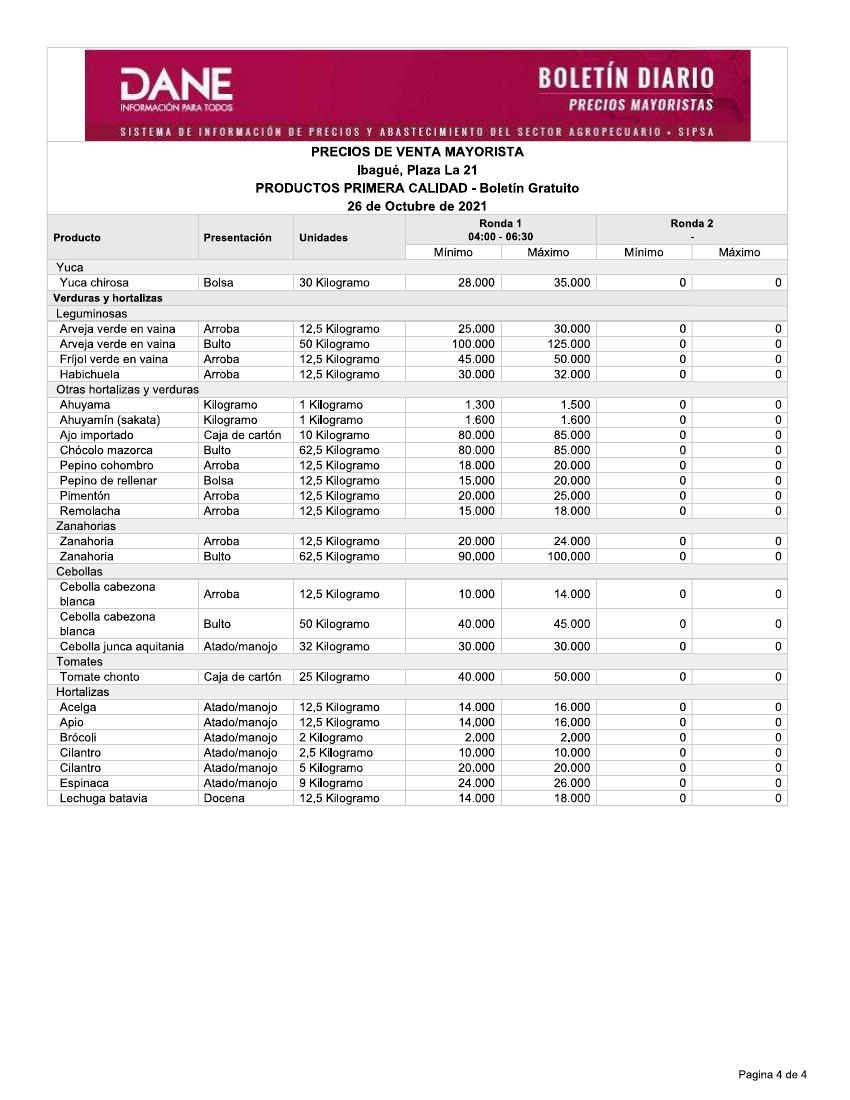 DANE
INFORMACIÓN PARA TODOS
BOLETÍN DIARIO
PRECIOS MAYORISTAS
SISTEMA DE INFORMACIÓN DE PRECIOS Y ABASTECIMIENTO DEL SECTOR AGROPECUARIO • SIPSA
PRECIOS DE VENTA MAYORISTA
Ibagué, Plaza La 21
PRODUCTOS PRIMERA CALIDAD - Boletín Gratuito
26 de Octubre de 2021
Producto Presentación Unidades Ronda 1 Ronda 2
04:00 - 06:30 -
Mínimo Máximo Mínimo Máximo
Yuca
Yuca chirosa Bolsa 30 Kilogramo 28.000 35.000 0 0
Verduras y hortalizas
Leguminosas
Arveja verde en vaina Arroba 12,5 Kilogramo 25.000 30.000 0 0
Arveja verde en vaina Bulto 50 Kilogramo 100.000 125.000 0 0
Fríjol verde en vaina Arroba 12,5 Kilogramo 45.000 50.000 0 0
Habichuela Arroba 12,5 Kilogramo 30.000 32.000 0 0
Otras hortalizas y verduras
Ahuyama Kilogramo 1 Kilogramo 1.300 1.500 0 0
Ahuyamín (sakata) Kilogramo 1 Kilogramo 1.600 1.600 0 0
Ajo importado Caja de cartón 10 Kilogramo 80.000 85.000 0 0
Chócolo mazorca Bulto 62,5 Kilogramo 80.000 85.000 0 0
Pepino cohombro Arroba 12,5 Kilogramo 18.000 20.000 0 0
Pepino de rellenar Bolsa 12,5 Kilogramo 15.000 20.000 0 0
Pimentón Arroba 12,5 Kilogramo 20.000 25.000 0 0
Remolacha Arroba 12,5 Kilogramo 15.000 18.000 0 0
Zanahorias
Zanahoria Arroba 12,5 Kilogramo 20.000 24.000 0 0
Zanahoria Bulto 62,5 Kilogramo 90.000 100.000 0 0
Cebollas
Cebolla cabezona
blanca Arroba 12,5 Kilogramo 10.000 14.000 0 0
Cebolla cabezona
blanca Bulto 50 Kilogramo 40.000 45.000 0 0
Cebolla junca aquitania Atado/manojo 32 Kilogramo 30.000 30.000 0 0
Tomates
Tomate chonto Caja de cartón 25 Kilogramo 40.000 50.000 0 0
Hortalizas
Acelga Atado/manojo 12,5 Kilogramo 14.000 16.000 0 0
Apio Atado/manojo 12,5 Kilogramo 14.000 16.000 0 0
Brócoli Atado/manojo 2 Kilogramo 2.000 2.000 0 0
Cilantro Atado/manojo 2,5 Kilogramo 10.000 10.000 0 0
Cilantro Atado/manojo 5 Kilogramo 20.000 20.000 0 0
Espinaca Atado/manojo 9 Kilogramo 24.000 26.000 0 0
Lechuga batavia Docena 12,5 Kilogramo 14.000 18.000 0 0
Pagina 4 de 4